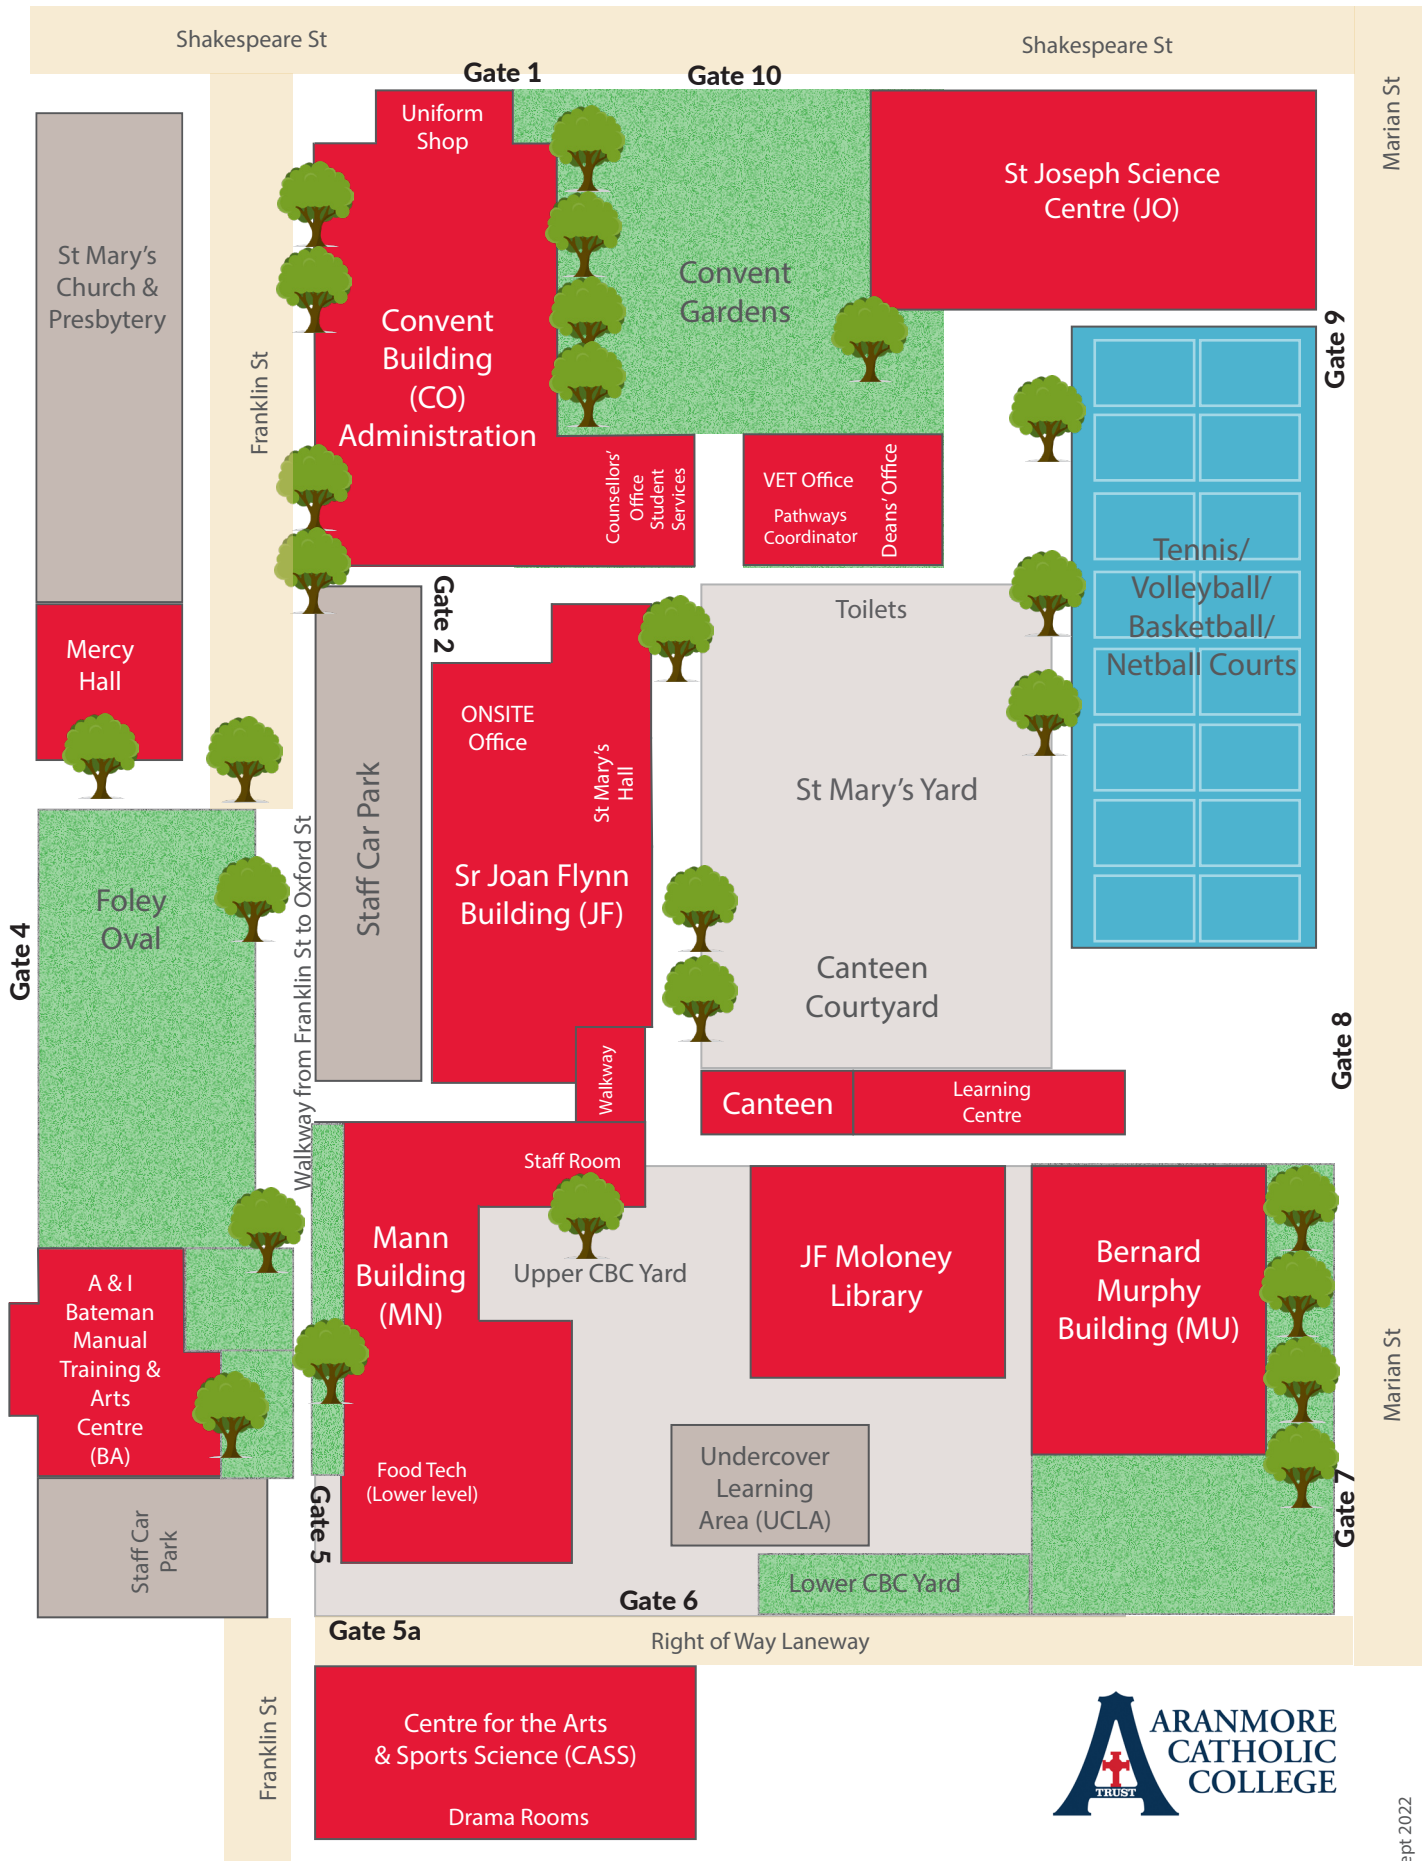 Shakespeare St
Shakespeare St
Gate 1
Gate 10
Marian St
Uniform
Shop
St Joseph Science
Centre (JO)
St Mary’s
Church &
Presbytery
Convent
Gardens
Convent
Building
(CO)
Administration
Franklin St
Gate 9
Counsellors’
Office
Student
Services
VET Office
Pathways
Coordinator
Deans’ Office
Tennis/
Volleyball/
Basketball/
Netball Courts
Gate 2
Toilets
Mercy
Hall
ONSITE
Office
St Mary’s
Hall
Staff Car Park
St Mary’s Yard
Sr Joan Flynn
Building (JF)
Foley
Oval
Gate 4
Walkway from Franklin St to Oxford St
Canteen
Courtyard
Gate 8
Walkway
Canteen
Learning
Centre
Staff Room
Mann
Building
(MN)
Upper CBC Yard
JF Moloney
Library
Bernard
Murphy
Building (MU)
A & I
Bateman
Manual
Training &
Arts
Centre
(BA)
Marian St
Food Tech
(Lower level)
Undercover
Learning
Area (UCLA)
Gate 7
Gate 5
Staff Car
Park
Lower CBC Yard
Gate 6
Gate 5a
Right of Way Laneway
Franklin St
Centre for the Arts
& Sports Science (CASS)
Drama Rooms
ARANMORE
CATHOLIC
COLLEGE
TRUST
2022